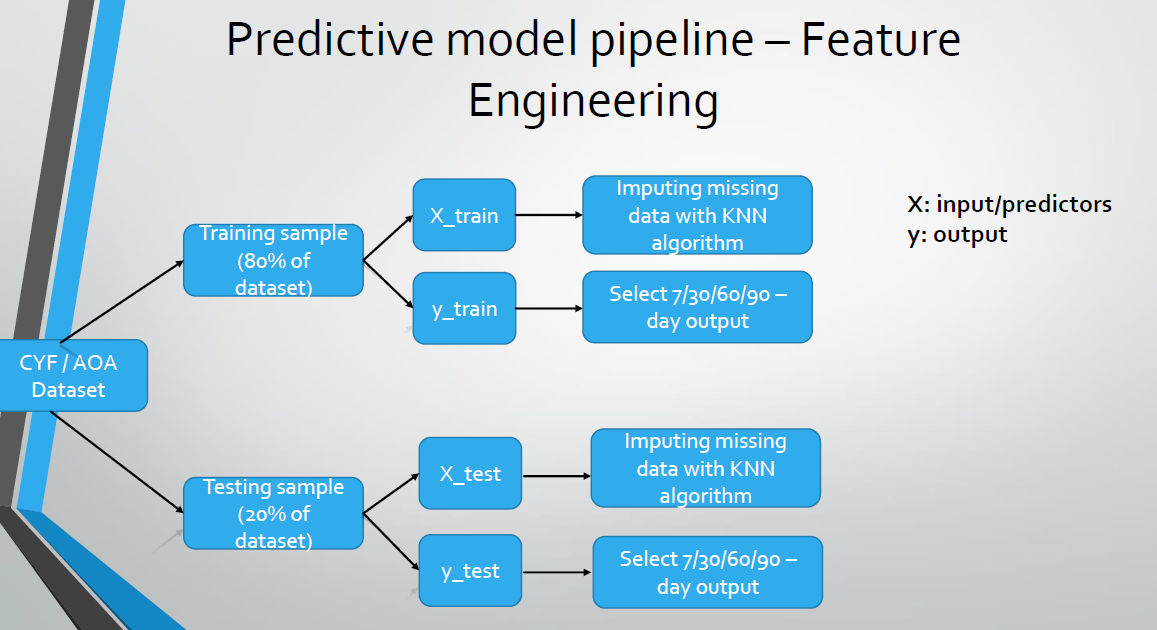 Predictive model pipeline – Feature
Engineering
X: input/predictors
y: output
CYF / AOA
Dataset
Training sample
(80% of
dataset)
X_train
Imputing missing
data with KNN
algorithm
y_train
Select 7/30/60/90 –
day output
Testing sample
(20% of
dataset)
X_test
Imputing missing
data with KNN
algorithm
y_test
Select 7/30/60/90 –
day output